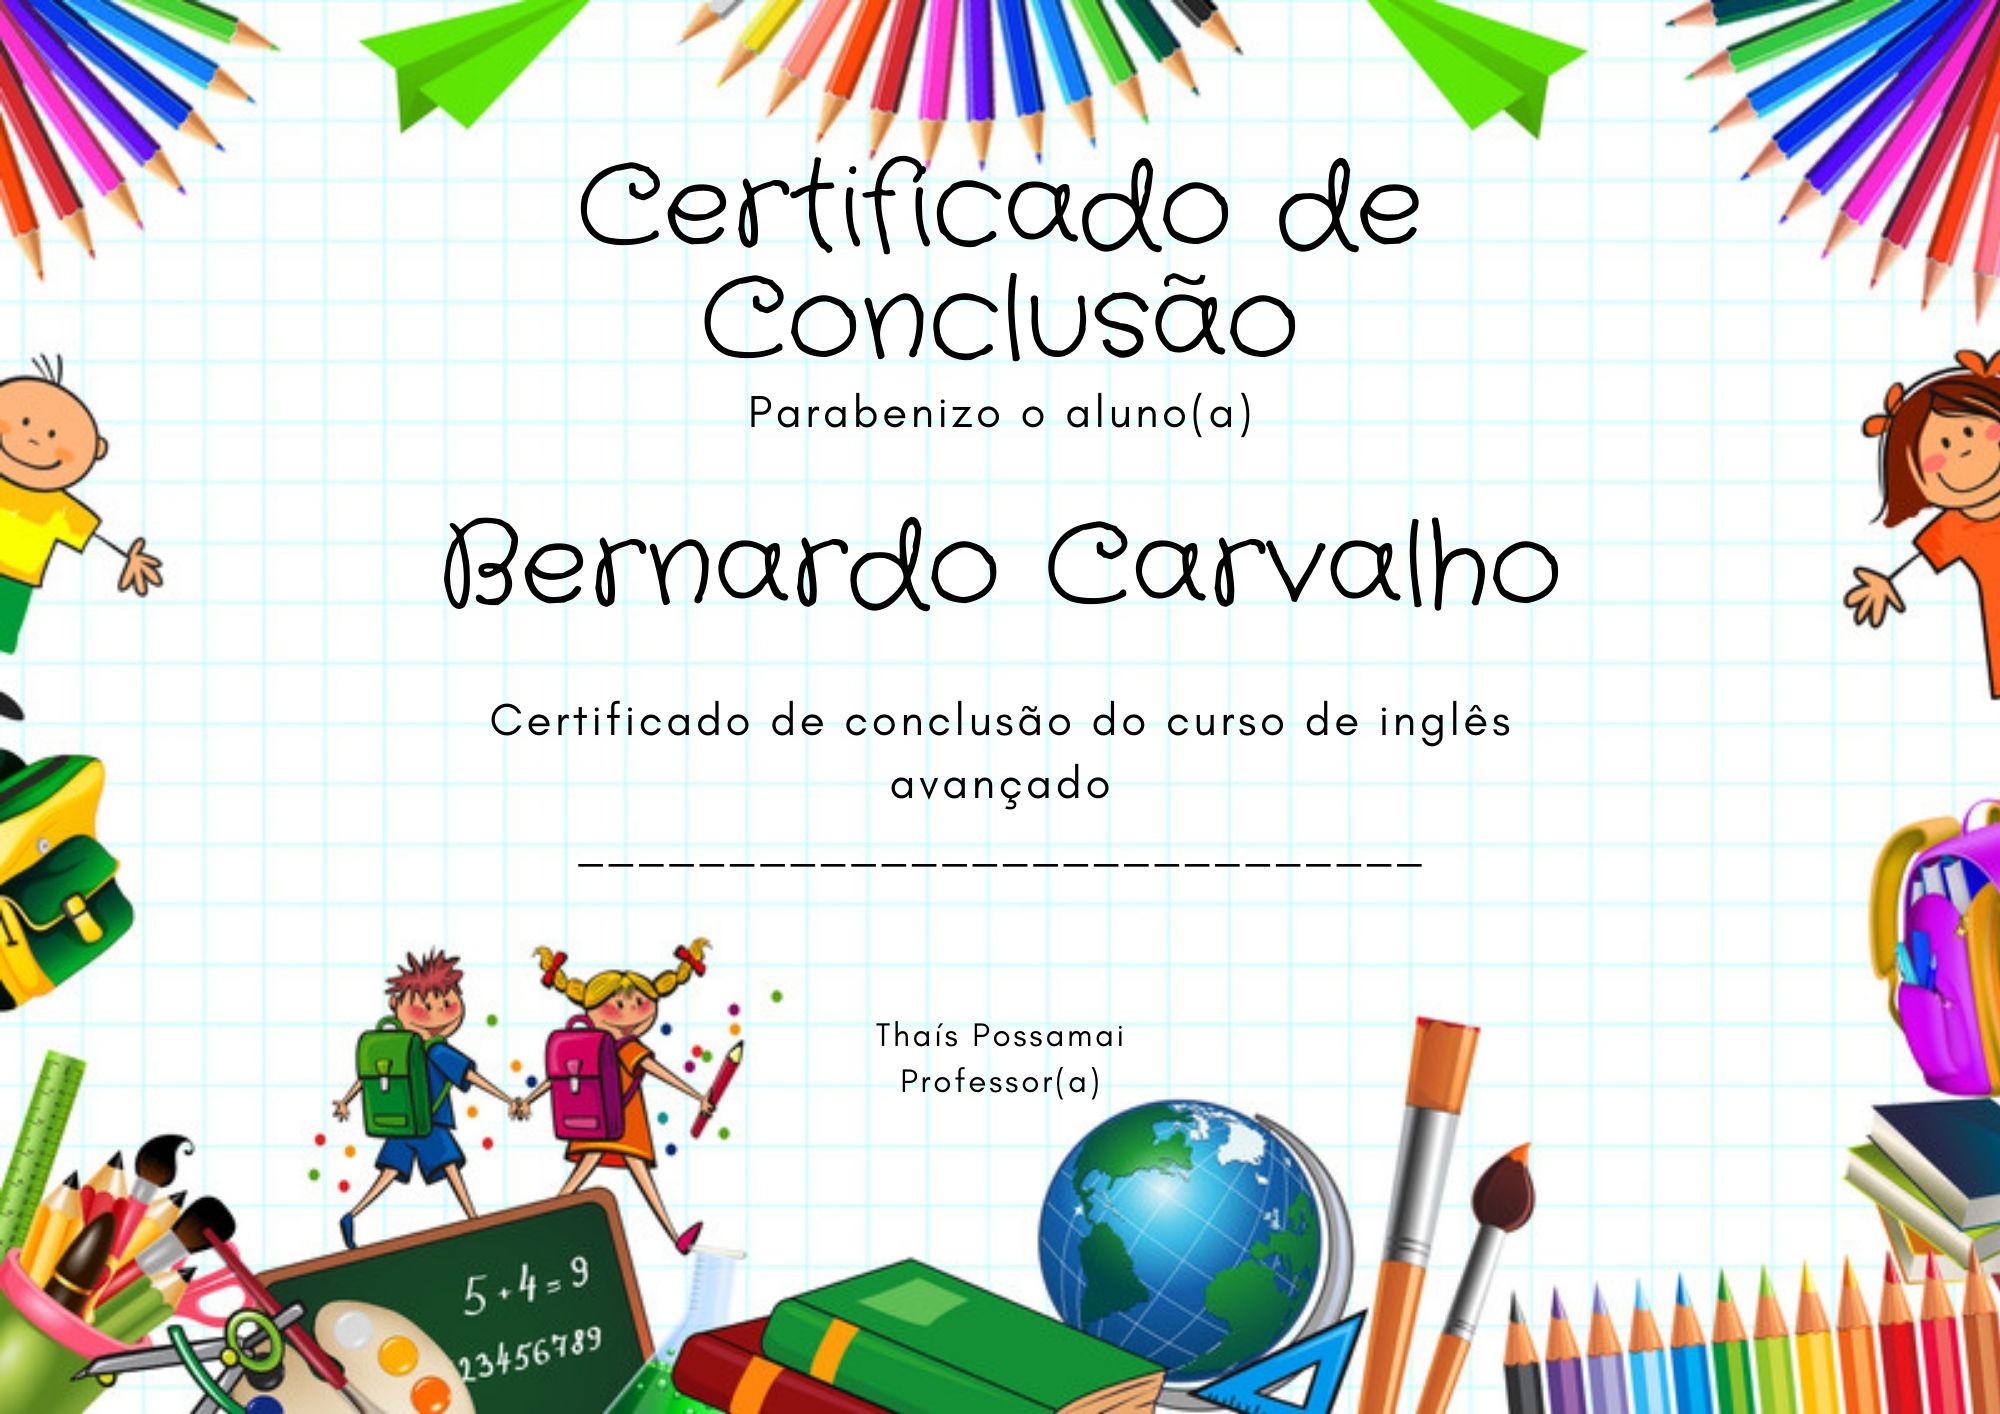 Certificado de
Conclusão
Parabenizo o aluno(a)
Bernardo Carvalho
Certificado de conclusão do curso de inglês
avançado
____________________________
Thaís Possamai
Professor(a)
5+4=9
23456789